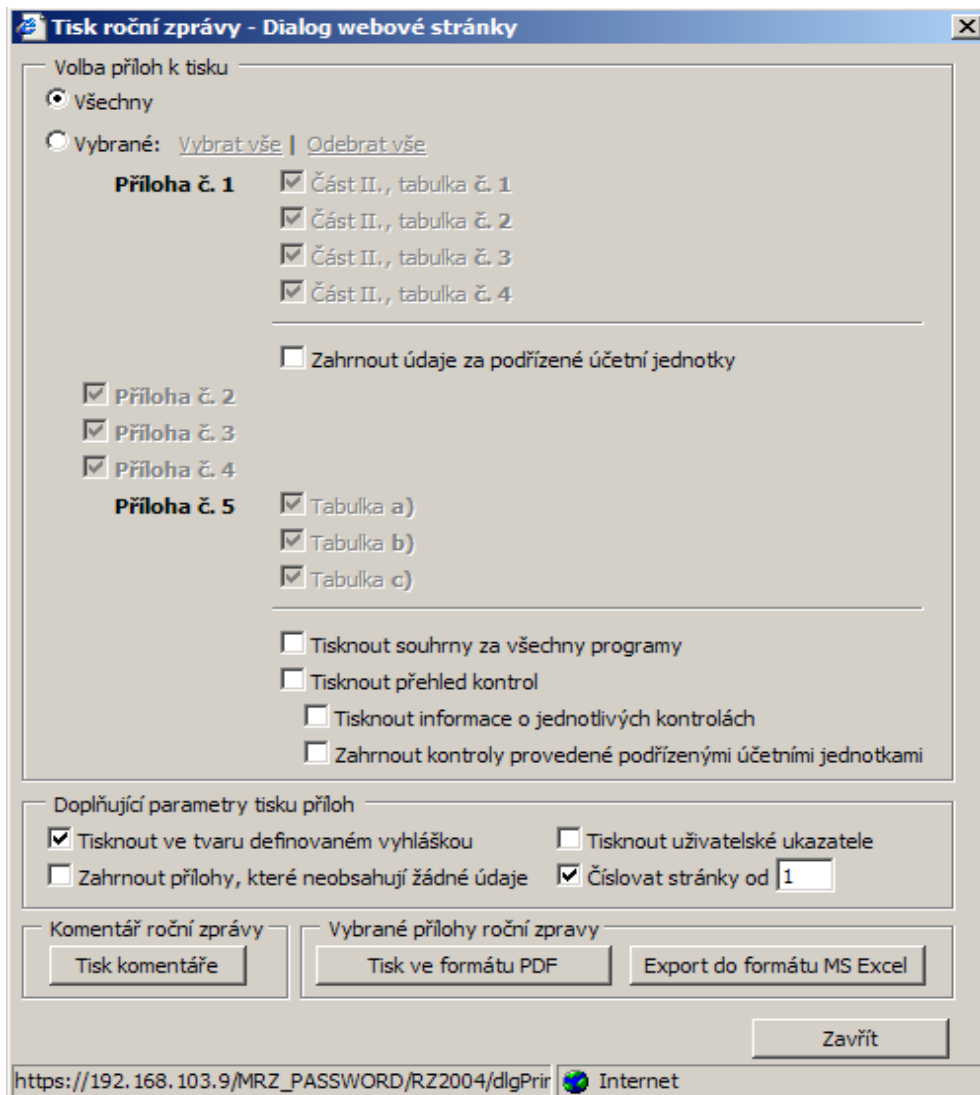 Tisk roční zprávy - Dialog webové stránky
Volba příloh k tisku
Všechny
Vybrané: Vybrat vše | Odebrat vše
Příloha č. 1 Část II., tabulka č. 1
Část II., tabulka č. 2
Část II., tabulka č. 3
Část II., tabulka č. 4
Zahrnout údaje za podřízené účetní jednotky
Příloha č. 2
Příloha č. 3
Příloha č. 4
Příloha č. 5 Tabulka a)
Tabulka b)
Tabulka c)
Tisknout souhrny za všechny programy
Tisknout přehled kontrol
Tisknout informace o jednotlivých kontrolách
Zahrnout kontroly provedené podřízenými účetními jednotkami
Doplňující parametry tisku příloh
Tisknout ve tvaru definovaném vyhláškou Tisknout uživatelské ukazatele
Zahrnout přílohy, které neobsahují žádné údaje Číslovat stránky od 1
Komentář roční zprávy Vybrané přílohy roční zpravy
Tisk komentáře Tisk ve formátu PDF Export do formátu MS Excel
Zavřít
https://192.168.103.9/MRZ_PASSWORD/RZ2004/dlgPrir Internet